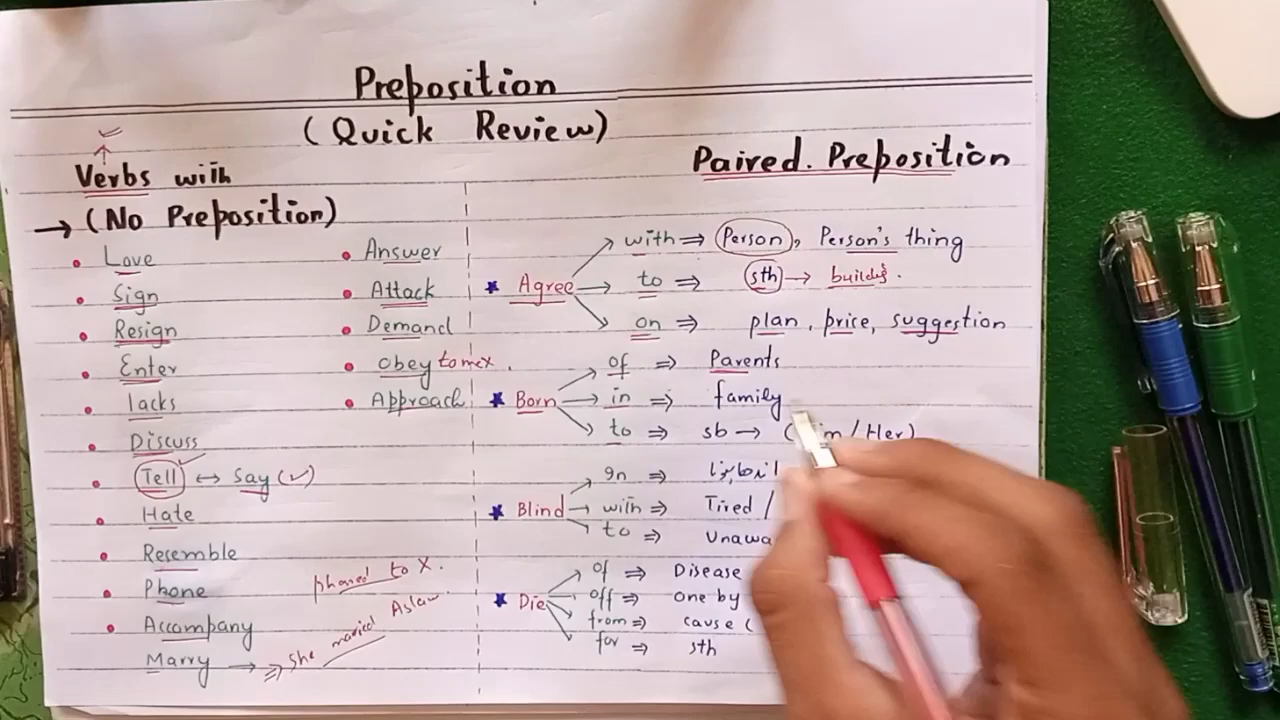 Preposition
(Quick Review)
Verbs with
→ (No Preposition)
• Love
• Sign
• Resign
• Enter
• lacks
• Discuss
• Tell ↔ Say (✓)
• Hate
• Resemble
• Phone phoned to X.
• Accompany
Marry → ⇒ She married Aslam.
• Answer
• Attack
• Demand
• obey to me x.
• Approach
Paired. Preposition
★ Agree
with ⇒ Person, Person's thing
to ⇒ sth →
on ⇒ plan, price, suggestion
★ Born
of ⇒ Parents
in ⇒ family
to ⇒ sb → ( / Her)
★ Blind
in ⇒
with ⇒ Tired /
to ⇒
★ Die
of ⇒ Disease
off ⇒ one by
from ⇒ cause (
for ⇒ sth